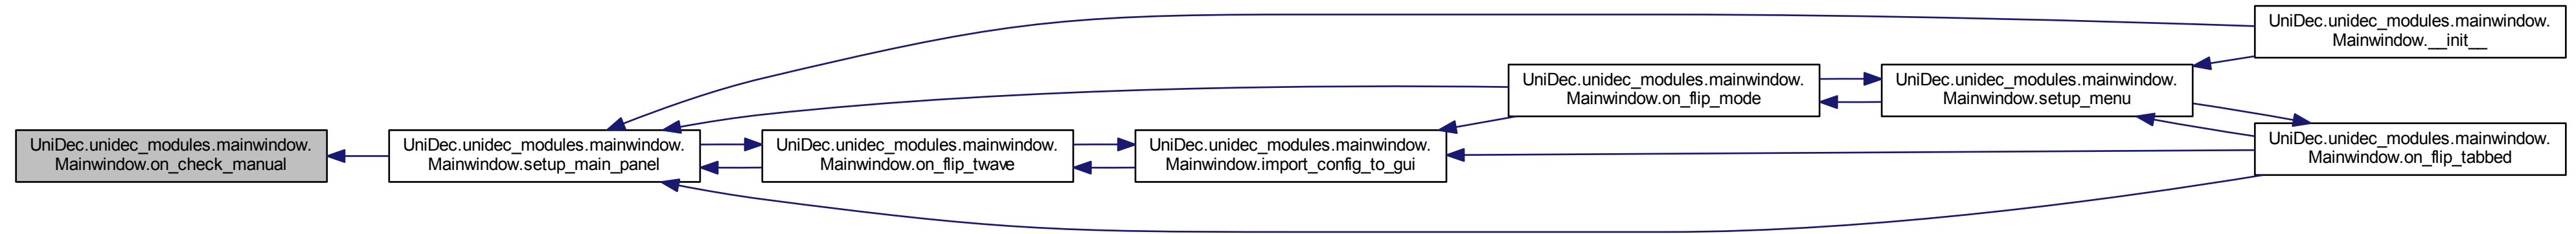 UniDec.unidec_modules.mainwindow.
Mainwindow.on_check_manual
UniDec.unidec_modules.mainwindow.
Mainwindow.setup_main_panel
UniDec.unidec_modules.mainwindow.
Mainwindow.on_flip_twave
UniDec.unidec_modules.mainwindow.
Mainwindow.import_config_to_gui
UniDec.unidec_modules.mainwindow.
Mainwindow.on_flip_mode
UniDec.unidec_modules.mainwindow.
Mainwindow.setup_menu
UniDec.unidec_modules.mainwindow.
Mainwindow.__init__
UniDec.unidec_modules.mainwindow.
Mainwindow.on_flip_tabbed